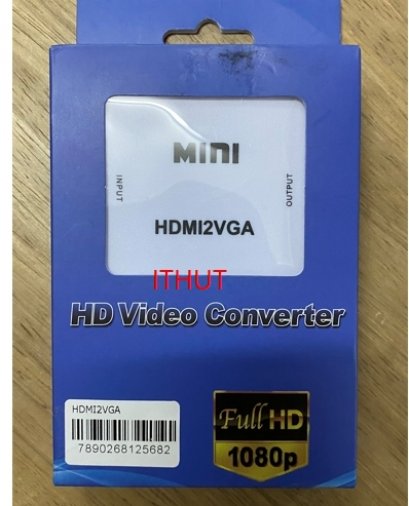 MINI
INPUT
OUTPUT
HDMI2VGA
ITHUT
HD Video Converter
HDMI2VGA
7890268125682
Full HD
1080p